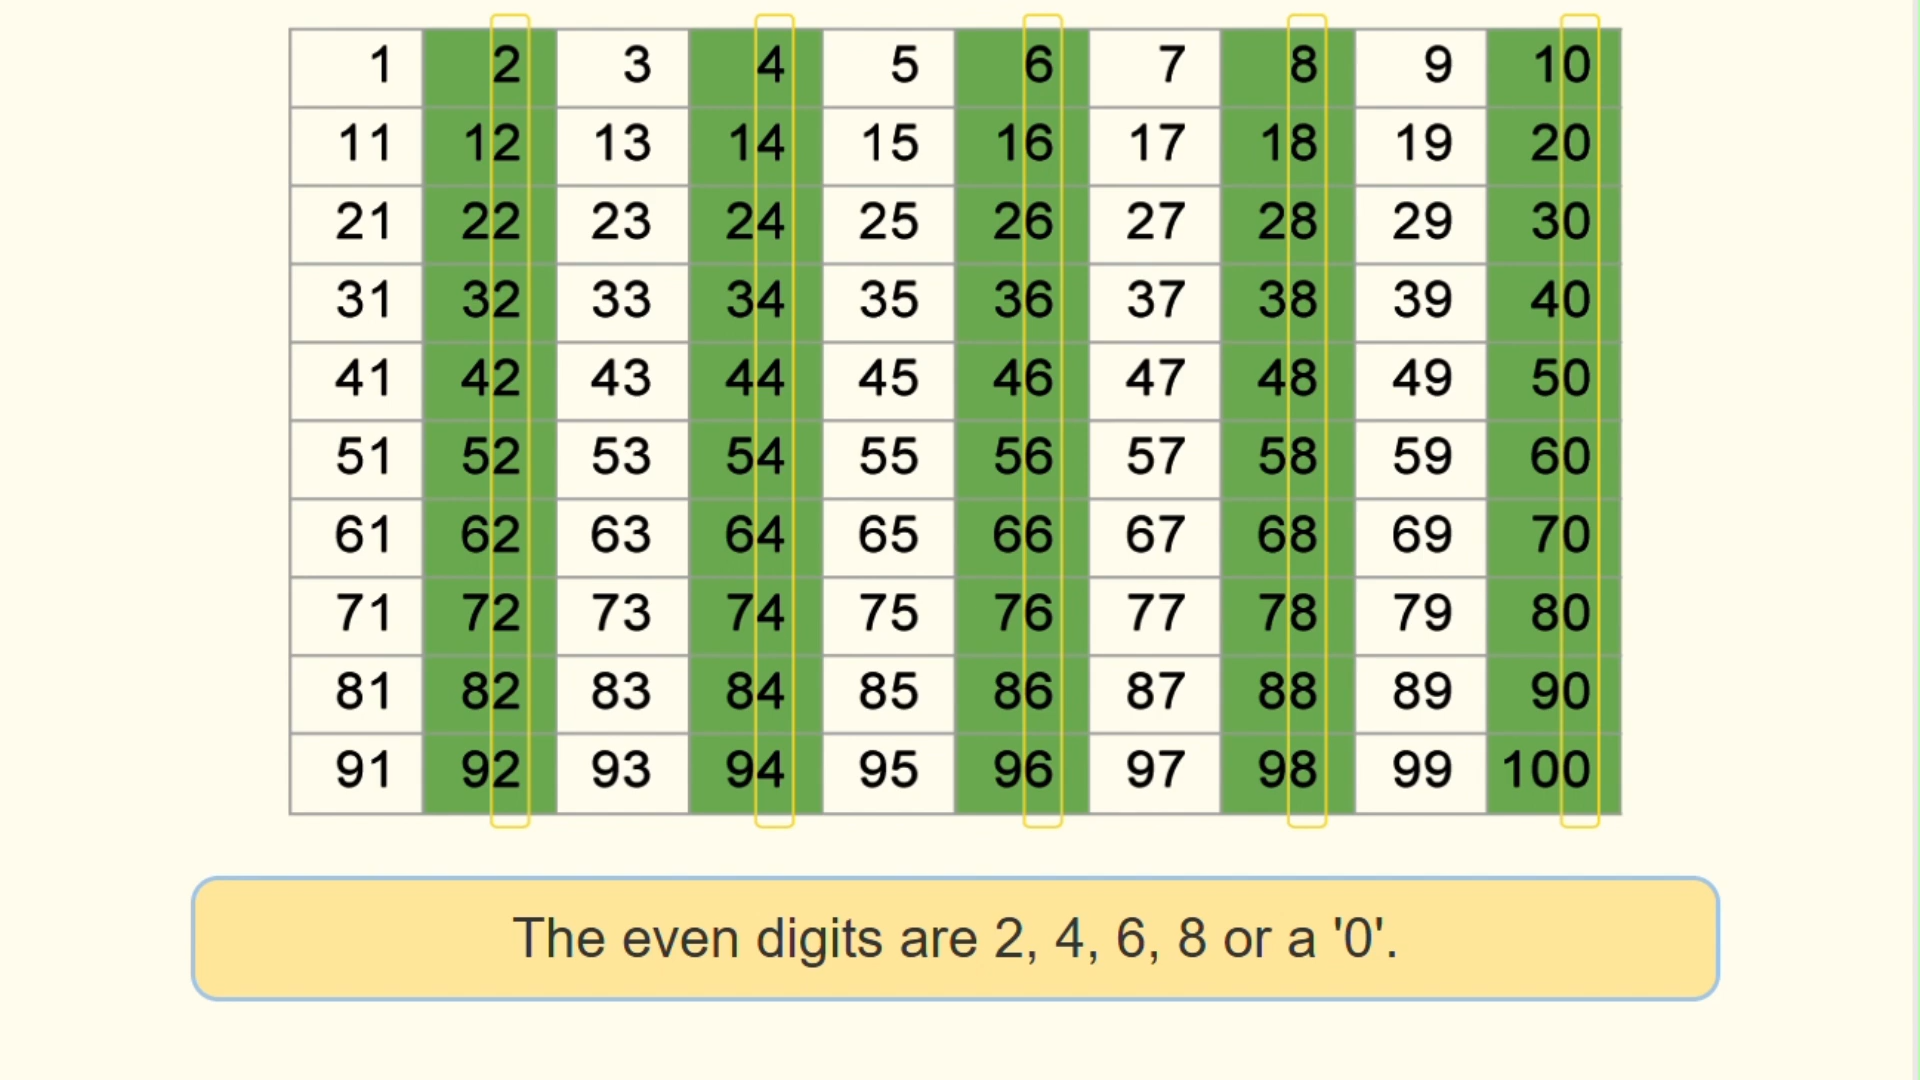 1 2 3 4 5 6 7 8 9 10
11 12 13 14 15 16 17 18 19 20
21 22 23 24 25 26 27 28 29 30
31 32 33 34 35 36 37 38 39 40
41 42 43 44 45 46 47 48 49 50
51 52 53 54 55 56 57 58 59 60
61 62 63 64 65 66 67 68 69 70
71 72 73 74 75 76 77 78 79 80
81 82 83 84 85 86 87 88 89 90
91 92 93 94 95 96 97 98 99 100
The even digits are 2, 4, 6, 8 or a '0'.